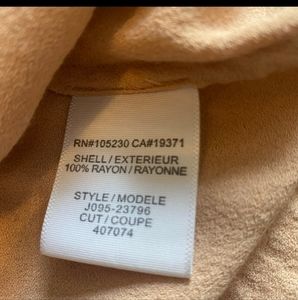 RN#105230 CA#19371
SHELL/EXTERIEUR
100% RAYON/RAYONNE
STYLE/MODELE
J095-23796
CUT/COUPE
407074